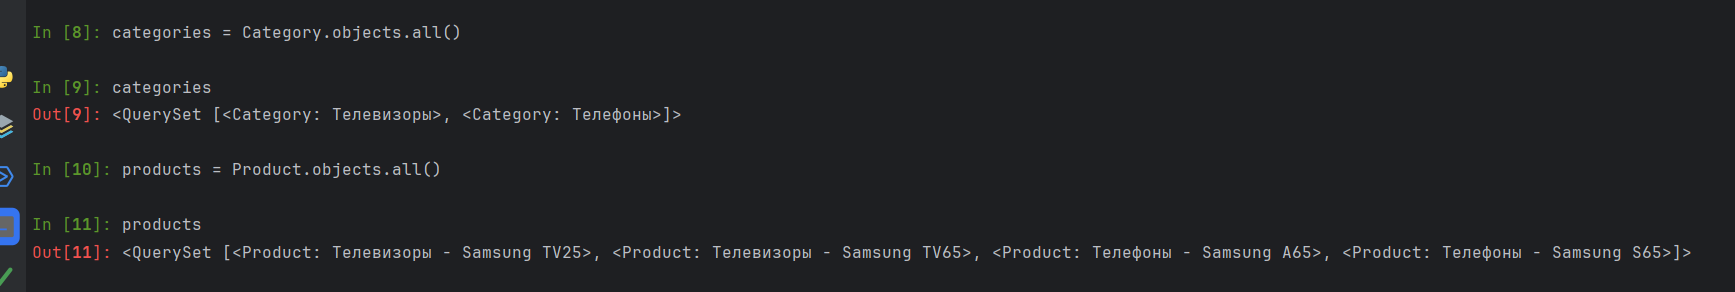 In [8]: categories = Category.objects.all()
In [9]: categories
Out[9]: <QuerySet [<Category: Телевизоры>, <Category: Телефоны>]>
In [10]: products = Product.objects.all()
In [11]: products
Out[11]: <QuerySet [<Product: Телевизоры - Samsung TV25>, <Product: Телевизоры - Samsung TV65>, <Product: Телефоны - Samsung A65>, <Product: Телефоны - Samsung S65>]>